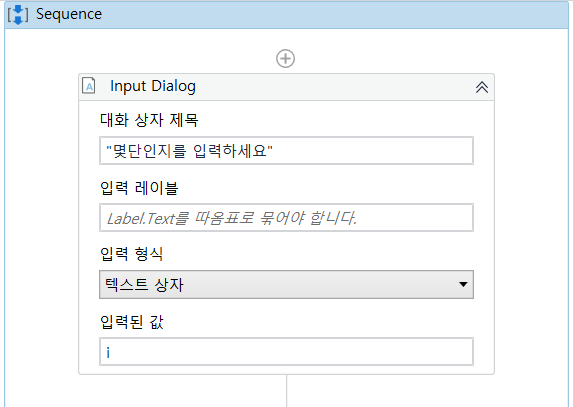 Sequence
Input Dialog
대화 상자 제목
"몇단인지를 입력하세요"
입력 레이블
Label.Text를 따옴표로 묶어야 합니다.
입력 형식
텍스트 상자
입력된 값
i